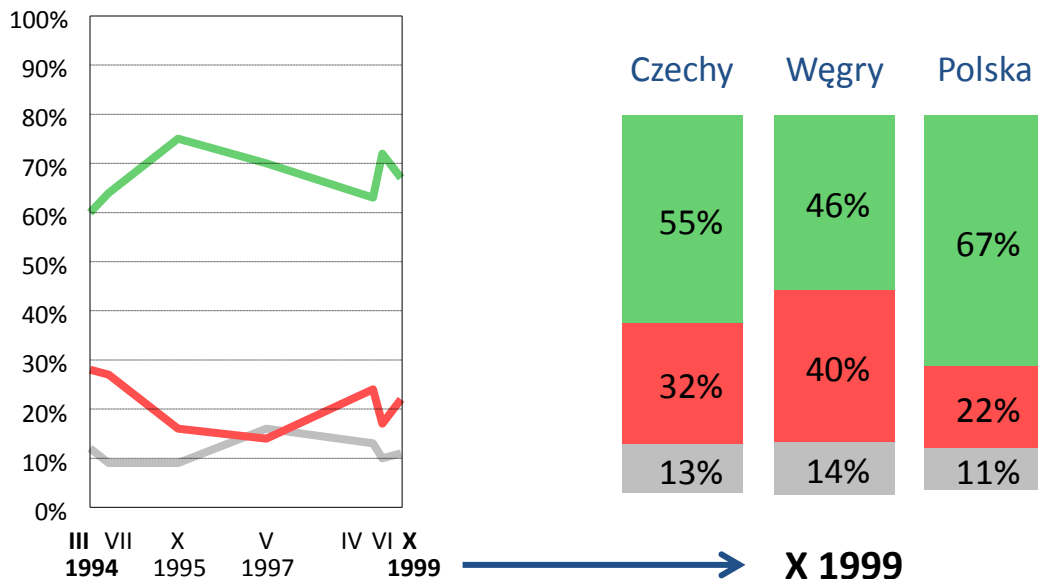 100%
90%
80%
70%
60%
50%
40%
30%
20%
10%
0%
III VII X V IV VI X
1994 1995 1997 1999
Czechy Węgry Polska
55% 46% 67%
32% 40% 22%
13% 14% 11%
X 1999